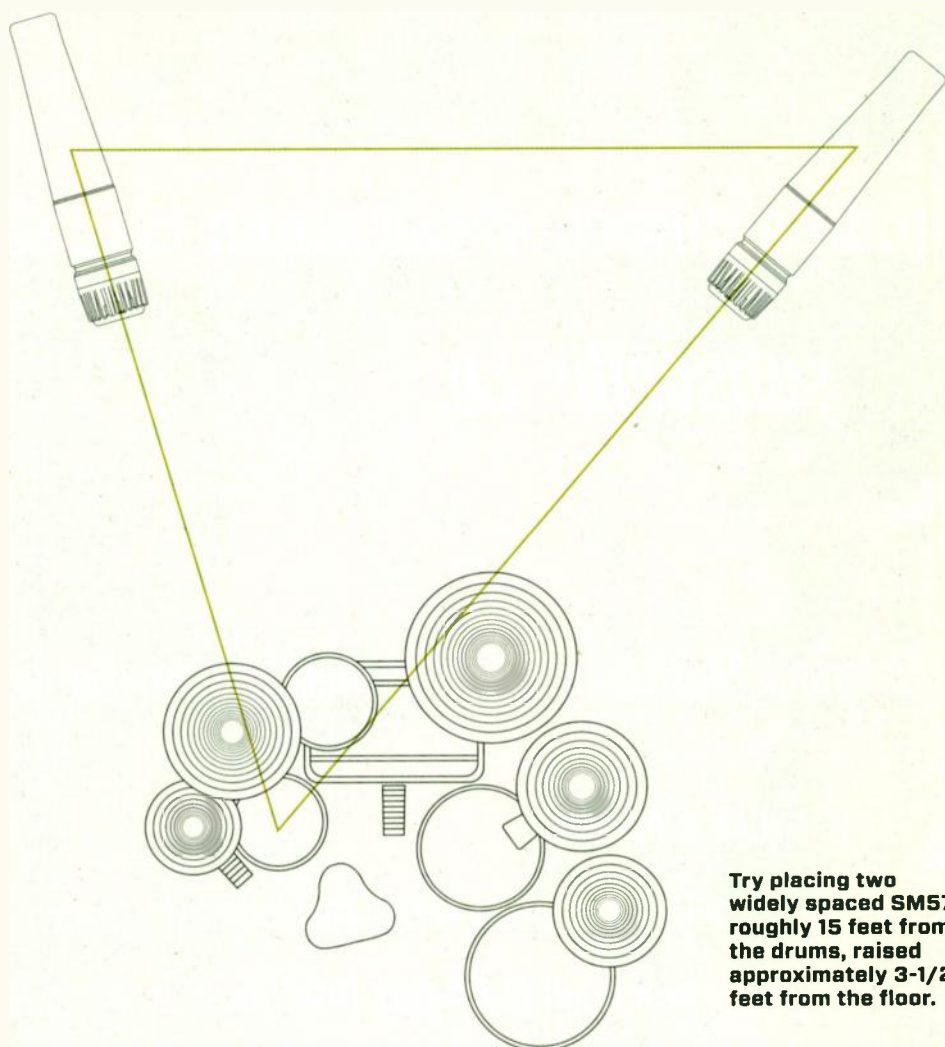 Try placing two
widely spaced SM57
roughly 15 feet from
the drums, raised
approximately 3-1/2
feet from the floor.